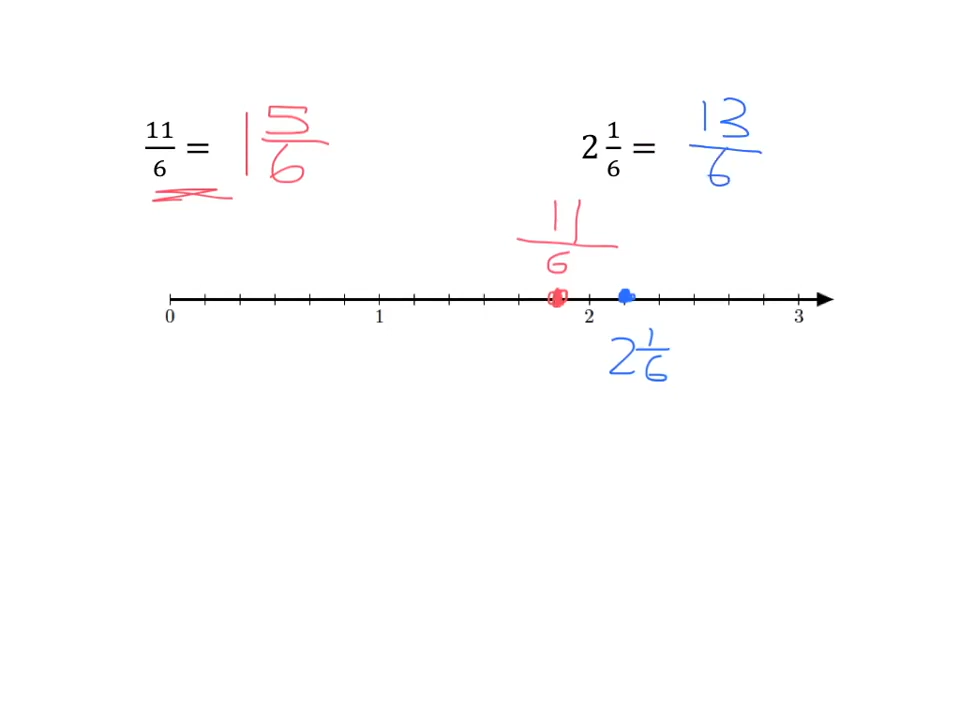 11/6 = 1 5/6
2 1/6 = 13/6
11/6
0 1 2 3
2 1/6